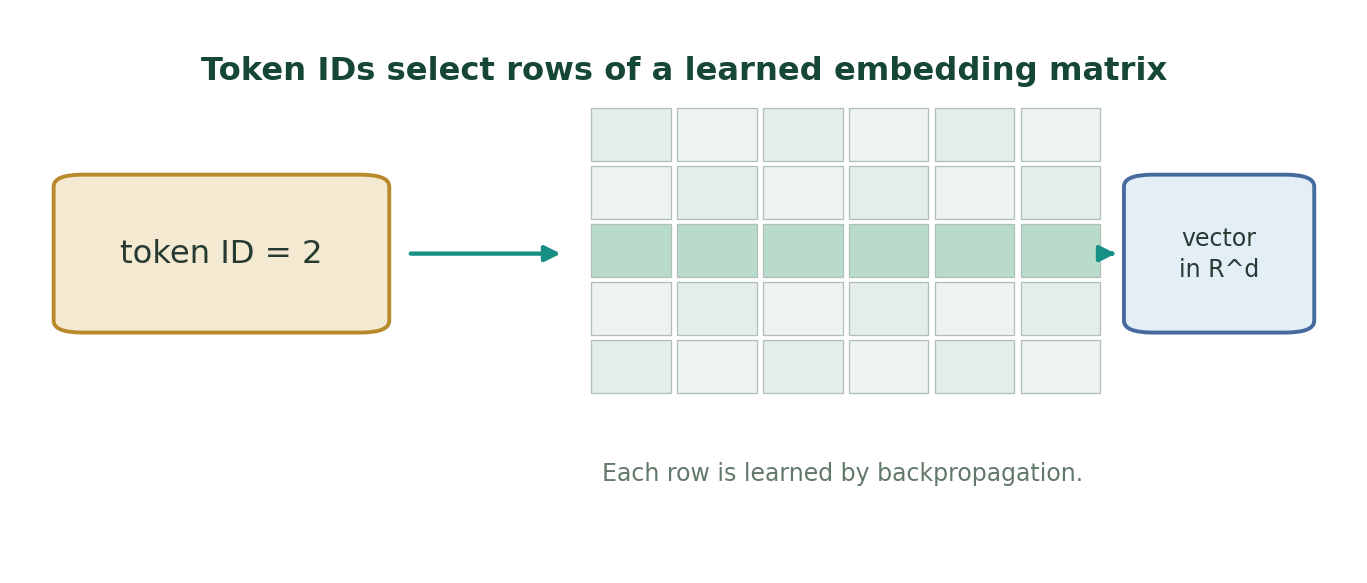 Token IDs select rows of a learned embedding matrix
token ID = 2
vector
in R^d
Each row is learned by backpropagation.